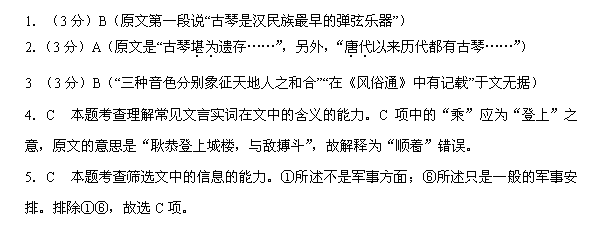 1. （3 分）B（原文第一段说“古琴是汉民族最早的弹弦乐器”）
2.（3 分）A（原文是“古琴堪为遗存……”，另外，“唐代以来历代都有古琴……”）
3 （3 分）B（“三种音色分别象征天地人之和合”“在《风俗通》中有记载”于文无据）
4. C 本题考查理解常见文言实词在文中的含义的能力。C 项中的“乘”应为“登上”之
意，原文的意思是“耿恭登上城楼，与敌搏斗”，故解释为“顺着”错误。
5. C 本题考查筛选文中的信息的能力。①所述不是军事方面；⑥所述只是一般的军事安
排。排除①⑥，故选 C 项。